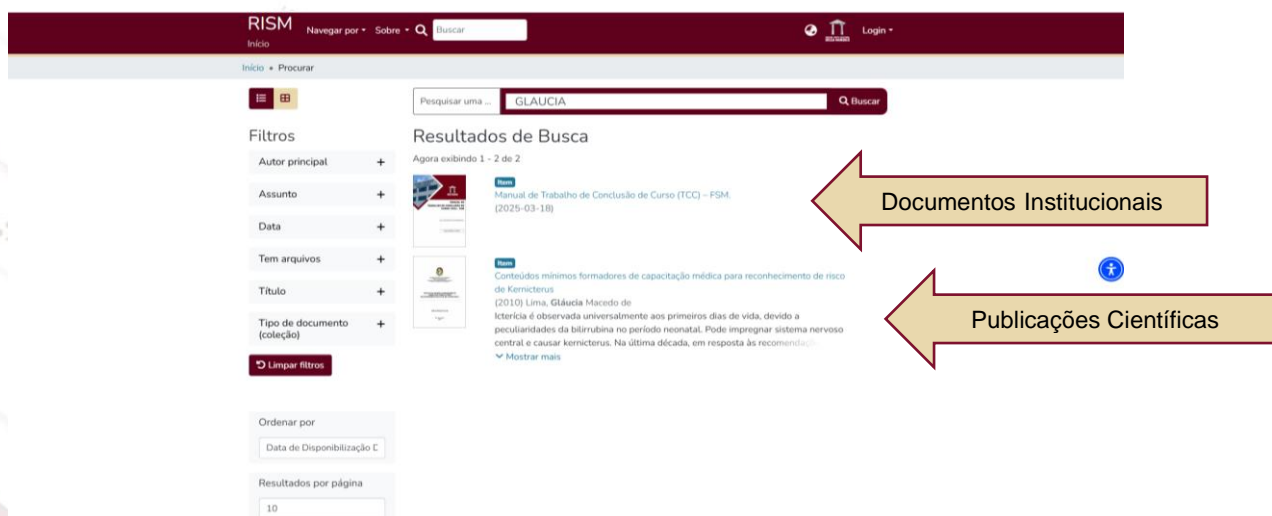 RISM
Navegar por
Sobre
Buscar
Login
Início
Início • Procurar
Pesquisar uma ...
GLAUCIA
Buscar
Filtros
Autor principal +
Assunto +
Data +
Tem arquivos +
Título +
Tipo de documento (coleção) +
Limpar filtros
Ordenar por
Data de Disponibilização D
Resultados por página
10
Resultados de Busca
Agora exibindo 1 - 2 de 2
Item
Manual de Trabalho de Conclusão de Curso (TCC) – FSM.
(2025-03-18)
Item
Conteúdos mínimos formadores de capacitação médica para reconhecimento de risco
de Kernicterus
(2010) Lima, Gláucia Macedo de
Icterícia é observada universalmente aos primeiros dias de vida, devido a
peculiaridades da bilirrubina no período neonatal. Pode impregnar sistema nervoso
central e causar kernicterus. Na última década, em resposta às recomendaç
Mostrar mais
Documentos Institucionais
Publicações Científicas